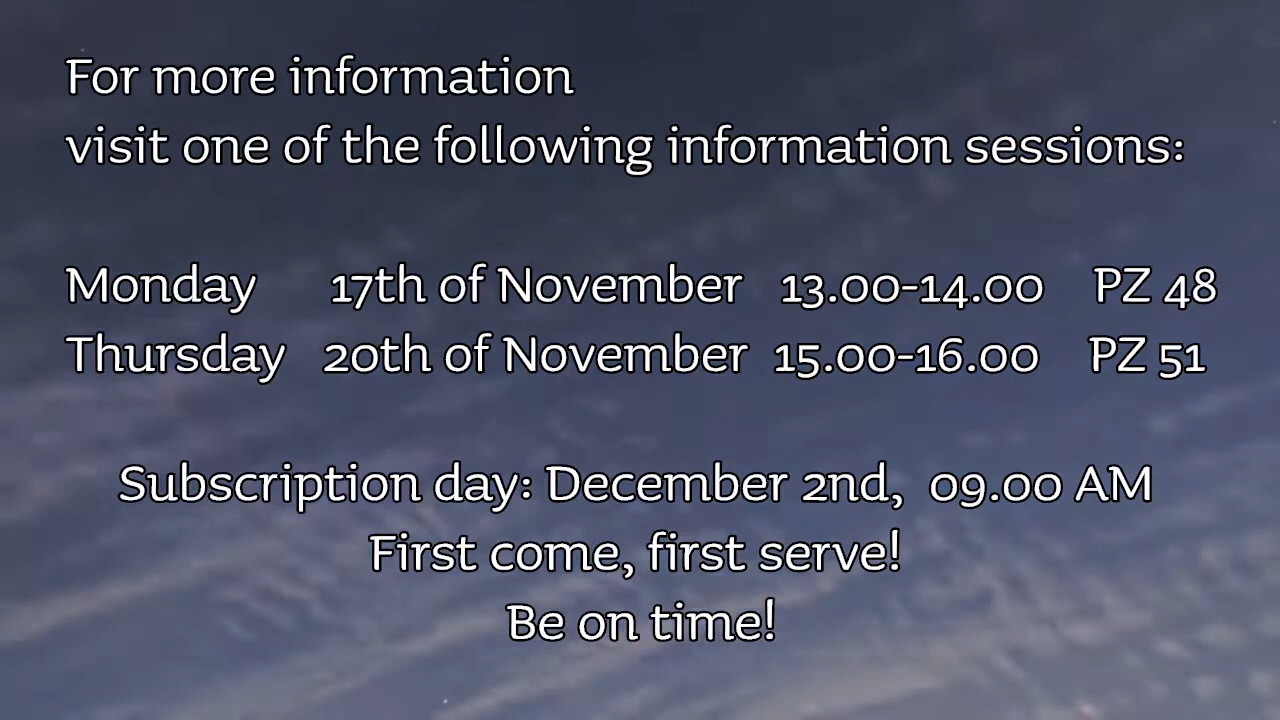 For more information
visit one of the following information sessions:
Monday 17th of November 13.00-14.00 PZ 48
Thursday 20th of November 15.00-16.00 PZ 51
Subscription day: December 2nd, 09.00 AM
First come, first serve!
Be on time!